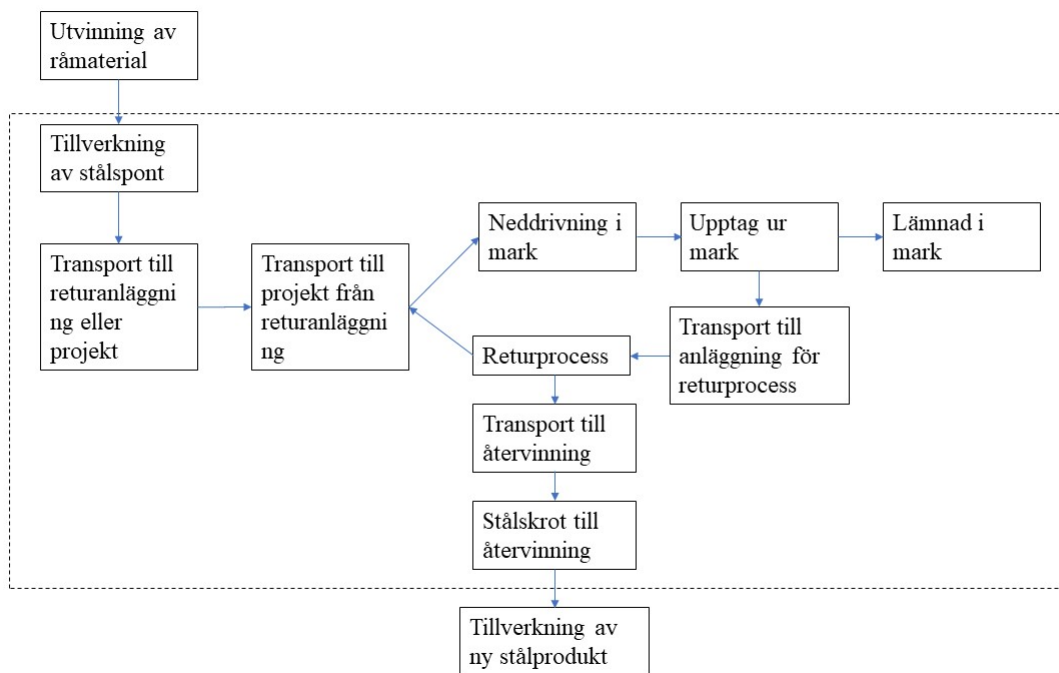 Utvinning av
råmaterial
Tillverkning
av stålspont
Transport till
returanläggni
ng eller
projekt
Transport till
projekt från
returanläggni
ng
Neddrivning i
mark
Upptag ur
mark
Lämnad i
mark
Transport till
anläggning för
returprocess
Returprocess
Transport till
återvinning
Stålskrot till
återvinning
Tillverkning av
ny stålprodukt